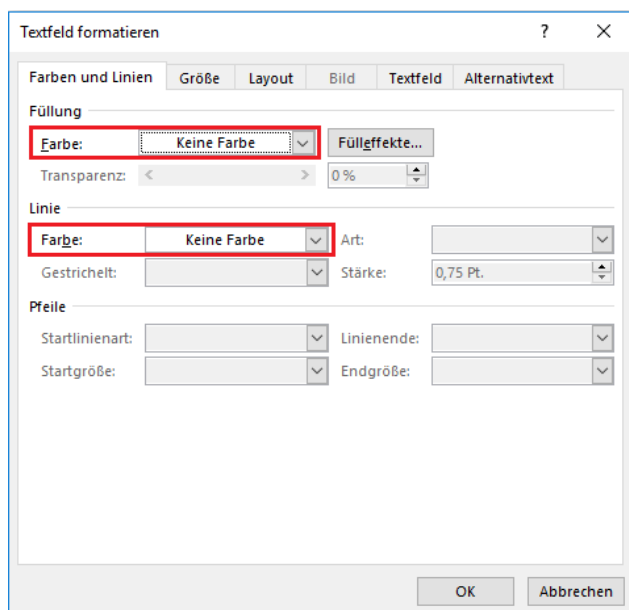 Textfeld formatieren ?
Farben und Linien Größe Layout Bild Textfeld Alternativtext
Füllung
Farbe: Keine Farbe Fülleffekte...
Transparenz: 0 %
Linie
Farbe: Keine Farbe Art:
Gestrichelt: Stärke: 0,75 Pt.
Pfeile
Startlinienart: Linienende:
Startgröße: Endgröße:
OK Abbrechen